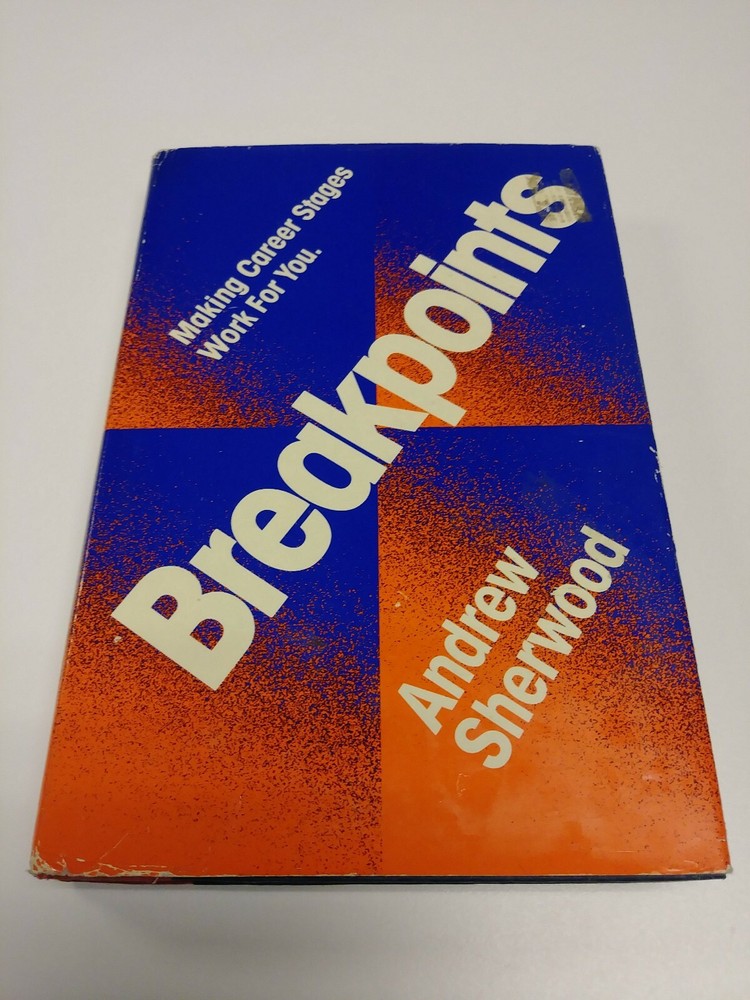 Making Career Stages
Work For You.
Breakpoints
Andrew
Sherwood